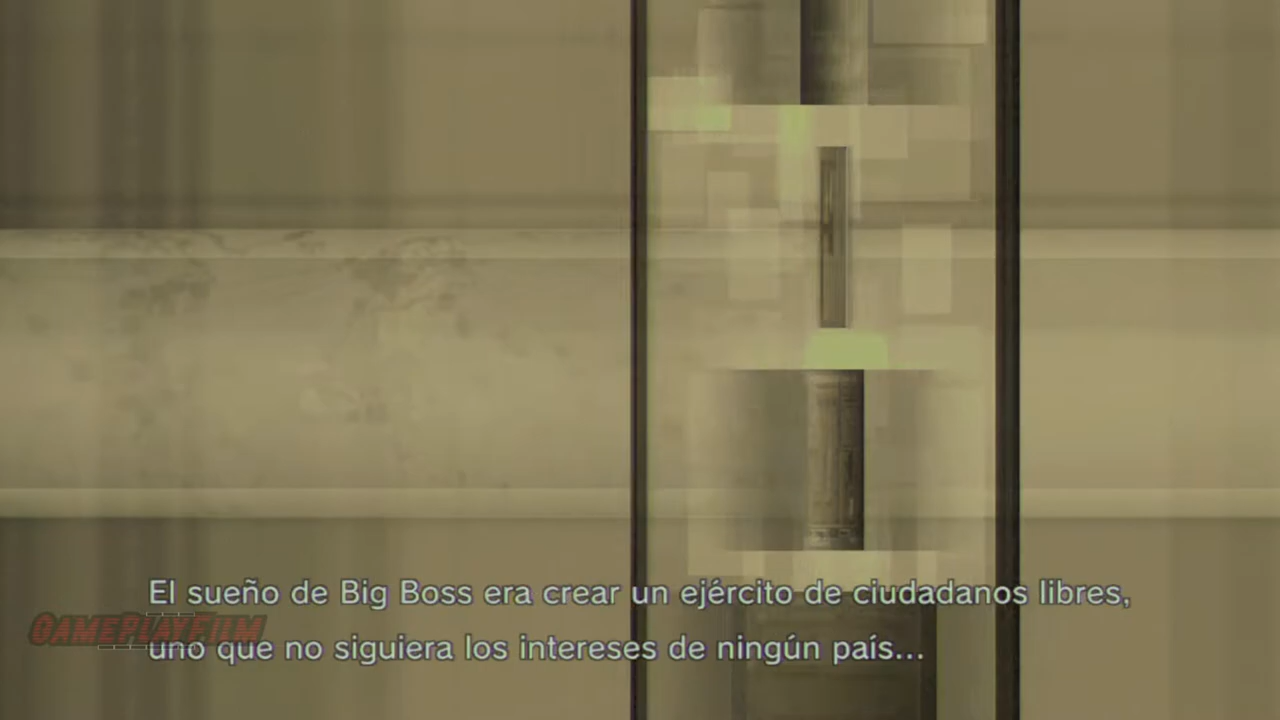 El sueño de Big Boss era crear un ejército de ciudadanos libres,
GAMEPLAYFILM
uno que no siguiera los intereses de ningún país...